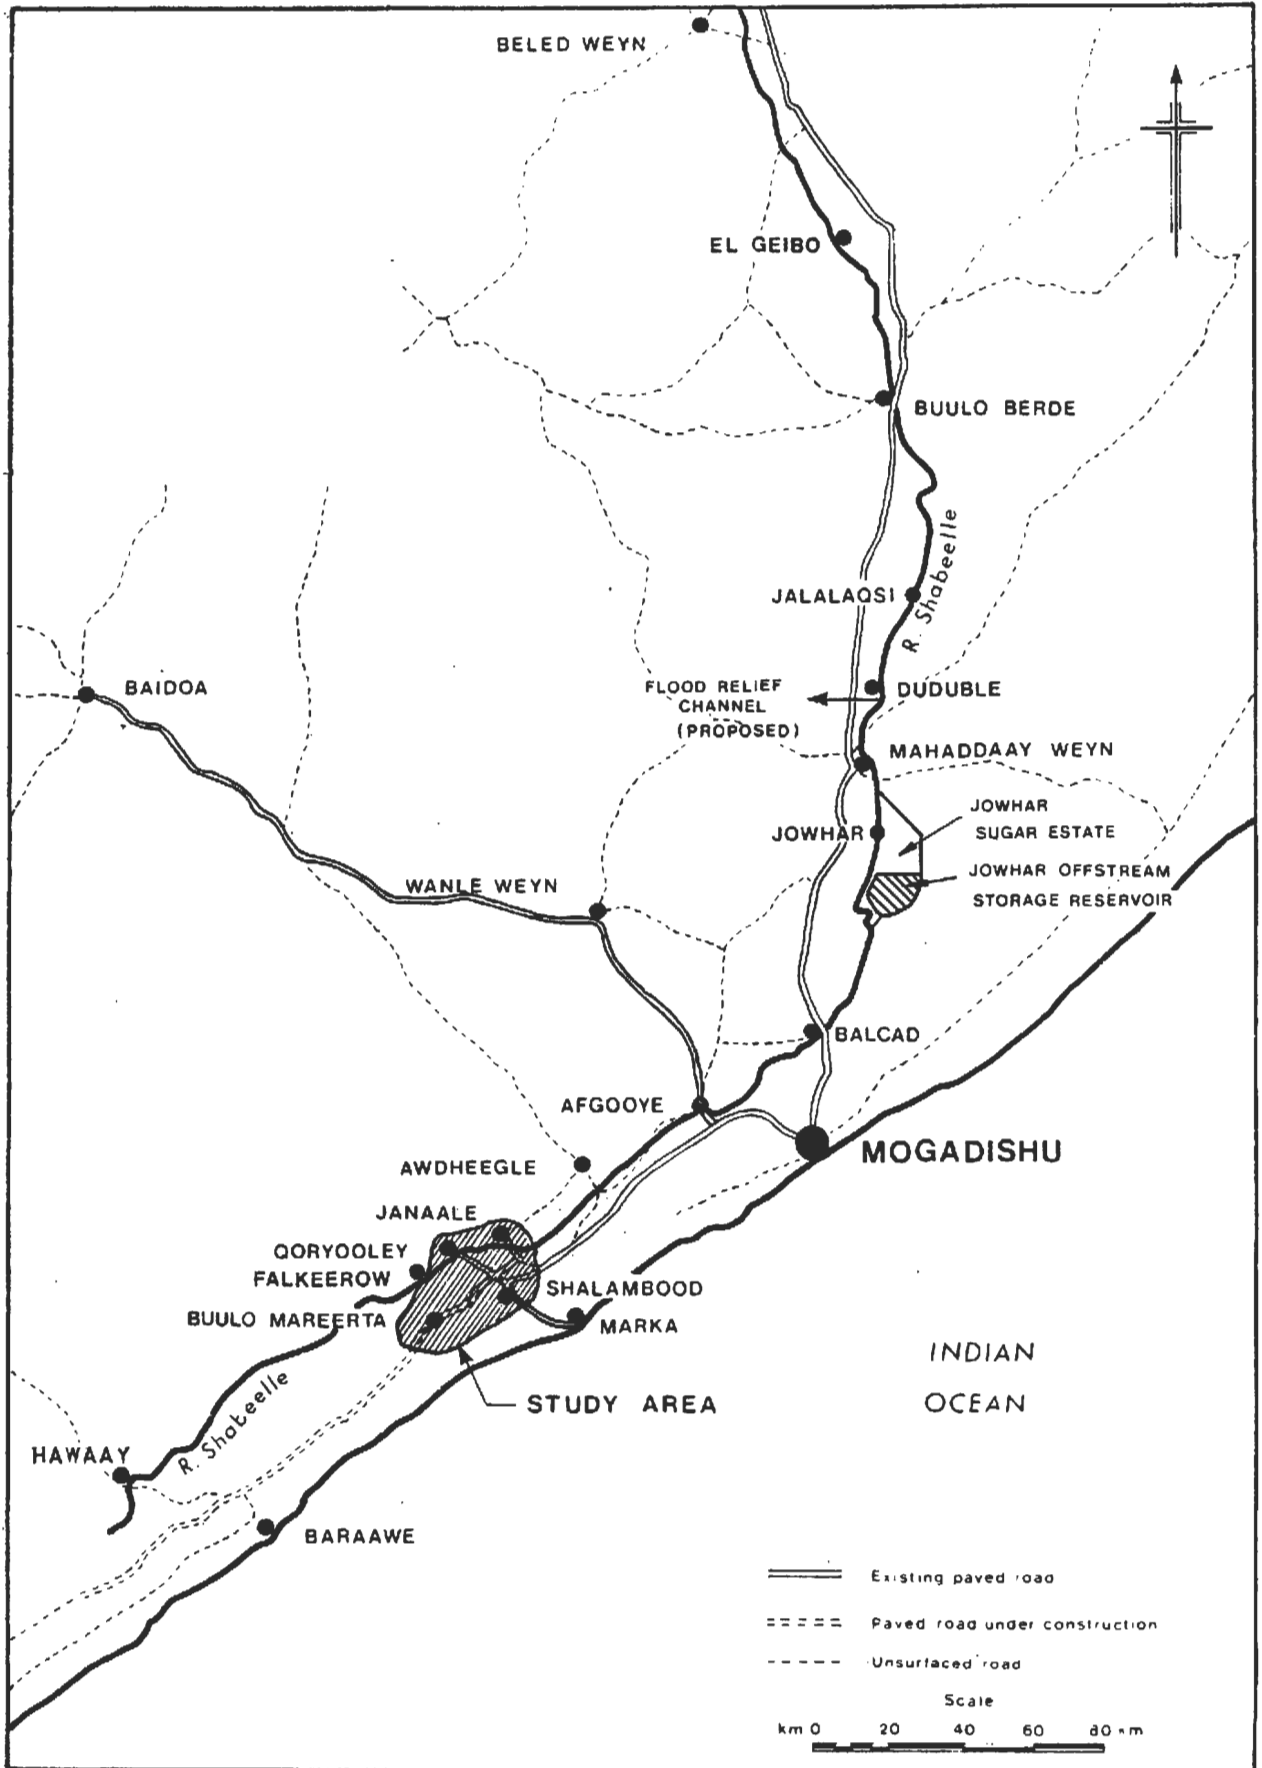 BELED WEYN
EL GEIBO
BUULO BERDE
R. Shabeelle
JALALAQSI
BAIDOA
FLOOD RELIEF
CHANNEL
(PROPOSED)
DUDUBLE
MAHADDAAY WEYN
JOWHAR
SUGAR ESTATE
JOWHAR
JOWHAR OFFSTREAM
STORAGE RESERVOIR
WANLE WEYN
BALCAD
AFGOOYE
MOGADISHU
AWDHEEGLE
JANAALE
QORYOOLEY
FALKEEROW
SHALAMBOOD
BUULO MAREERTA
MARKA
INDIAN
OCEAN
STUDY AREA
R. Shabeelle
HAWAAY
BARAAWE
Existing paved road
Paved road under construction
Unsurfaced road
Scale
km 0 20 40 60 80 km